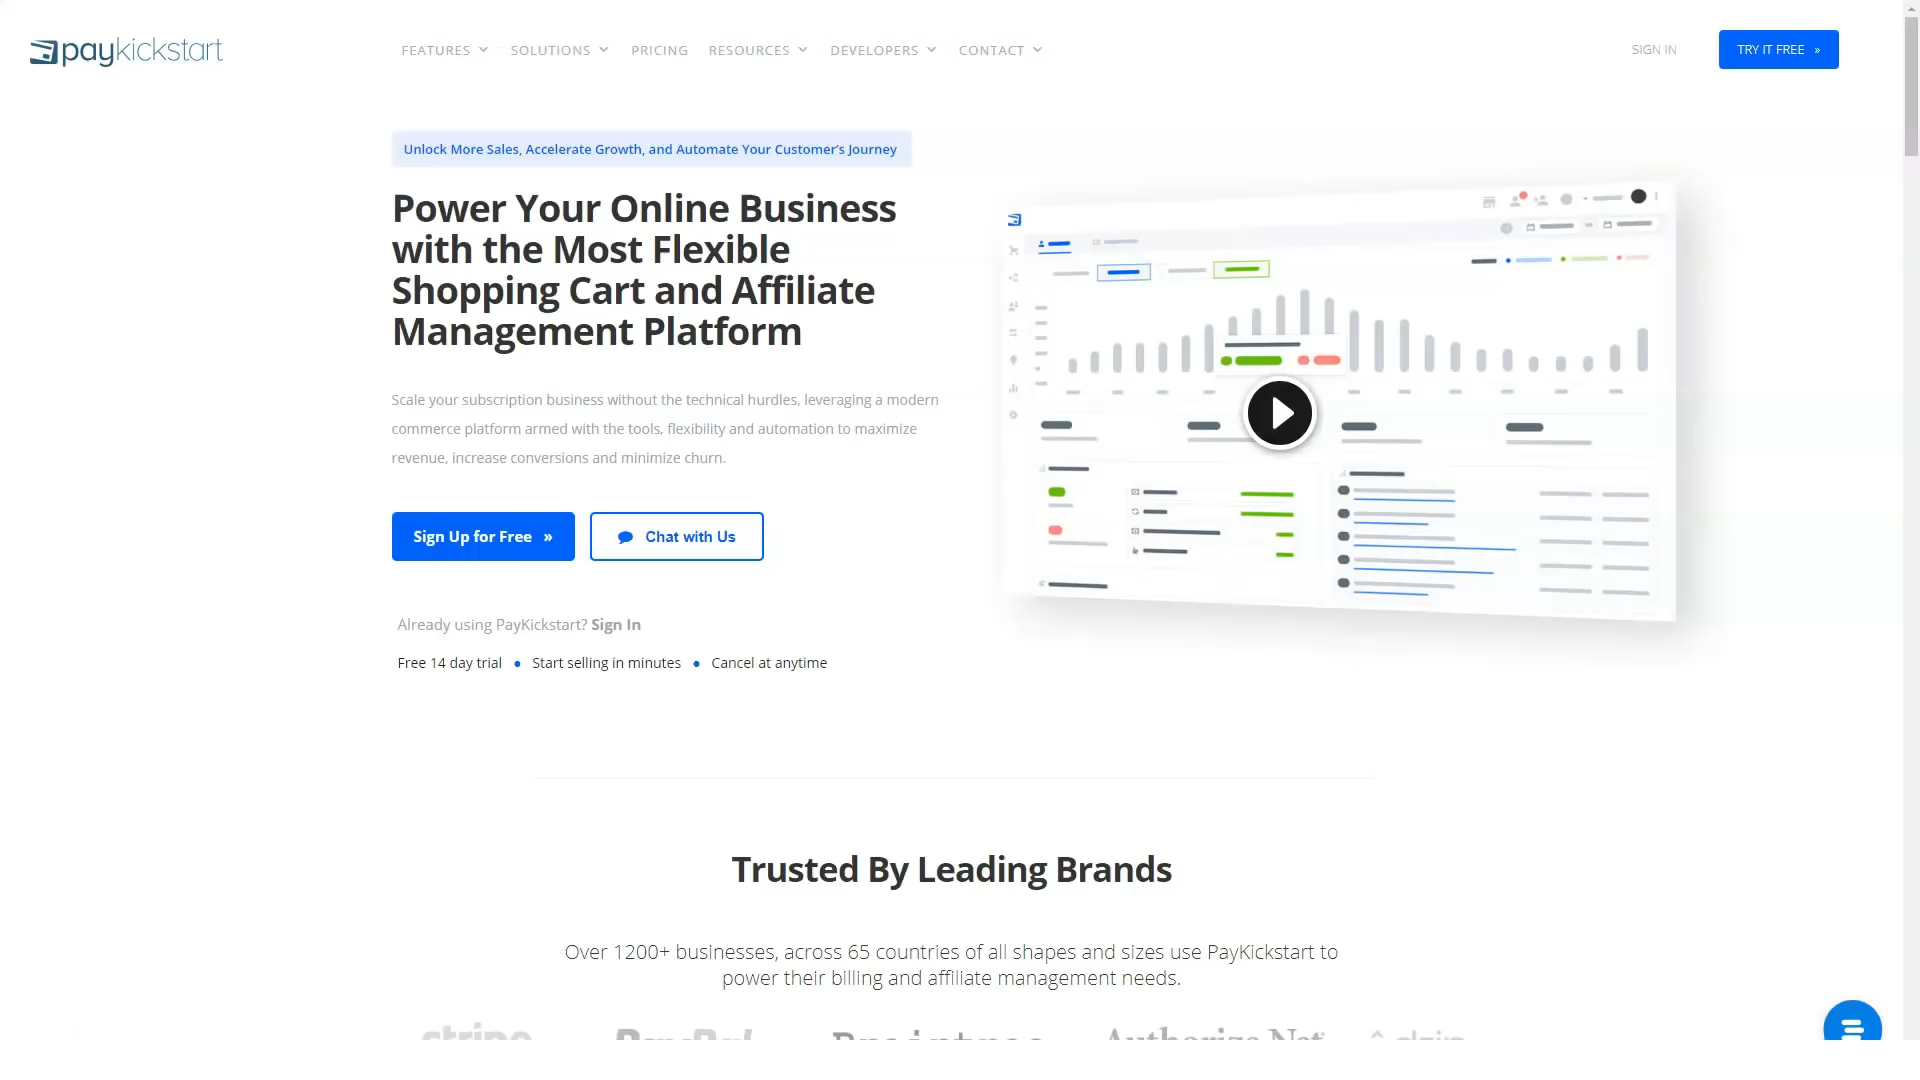 paykickstart
FEATURES
SOLUTIONS
PRICING
RESOURCES
DEVELOPERS
CONTACT
SIGN IN
TRY IT FREE »
Unlock More Sales, Accelerate Growth, and Automate Your Customer's Journey
Power Your Online Business
with the Most Flexible
Shopping Cart and Affiliate
Management Platform
Scale your subscription business without the technical hurdles, leveraging a modern
commerce platform armed with the tools, flexibility and automation to maximize
revenue, increase conversions and minimize churn.
Sign Up for Free »
Chat with Us
Already using PayKickstart? Sign In
Free 14 day trial • Start selling in minutes • Cancel at anytime
Trusted By Leading Brands
Over 1200+ businesses, across 65 countries of all shapes and sizes use PayKickstart to
power their billing and affiliate management needs.
stripe
PayPal
Braintree
Authorize.Net